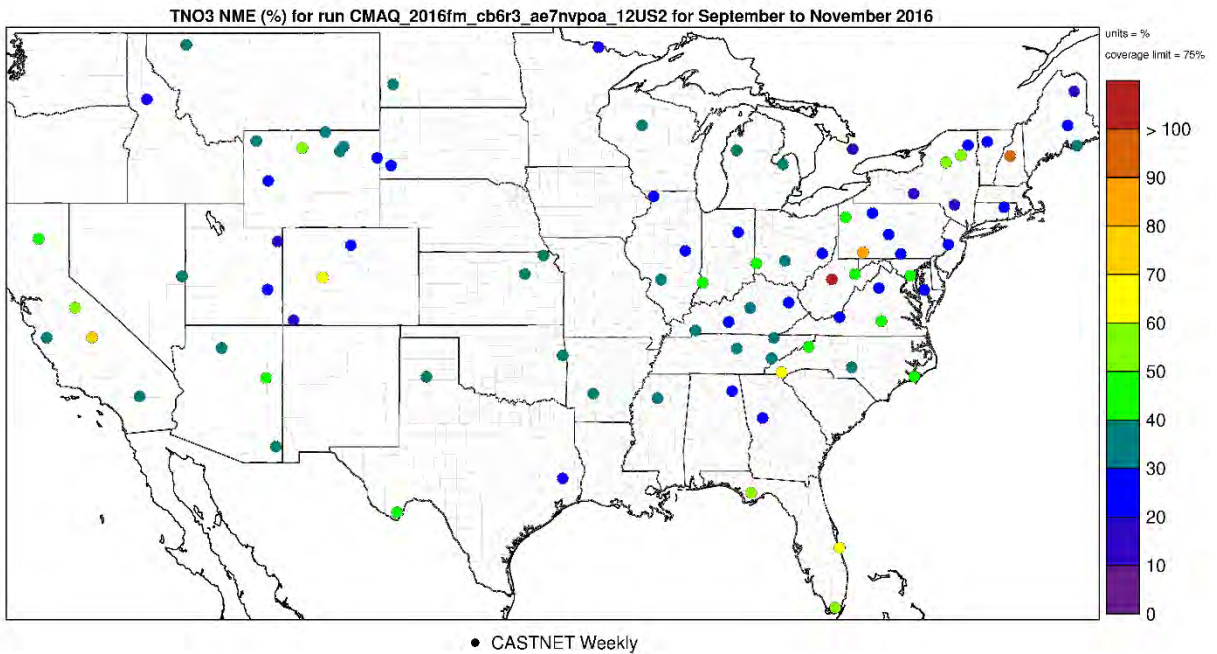 TNO3 NME (%) for run CMAQ_2016fm_cb6r3_ae7nvpoa_12US2 for September to November 2016
units = %
coverage limit = 75%
> 100
90
80
70
60
50
40
30
20
10
0
CASTNET Weekly